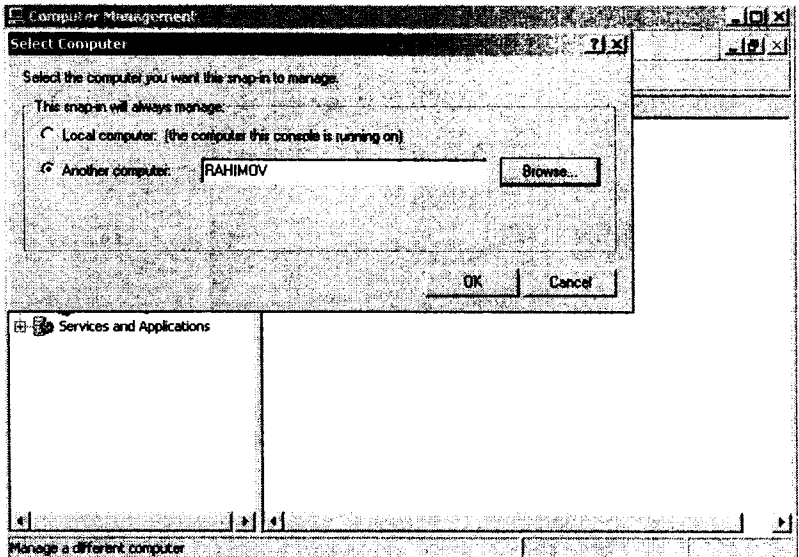 Computer Management
Select Computer
Select the computer you want this snap-in to manage.
This snap-in will always manage:
Local computer: (the computer this console is running on)
Another computer:
RAHIMOV
Browse...
OK
Cancel
Services and Applications
Manage a different computer